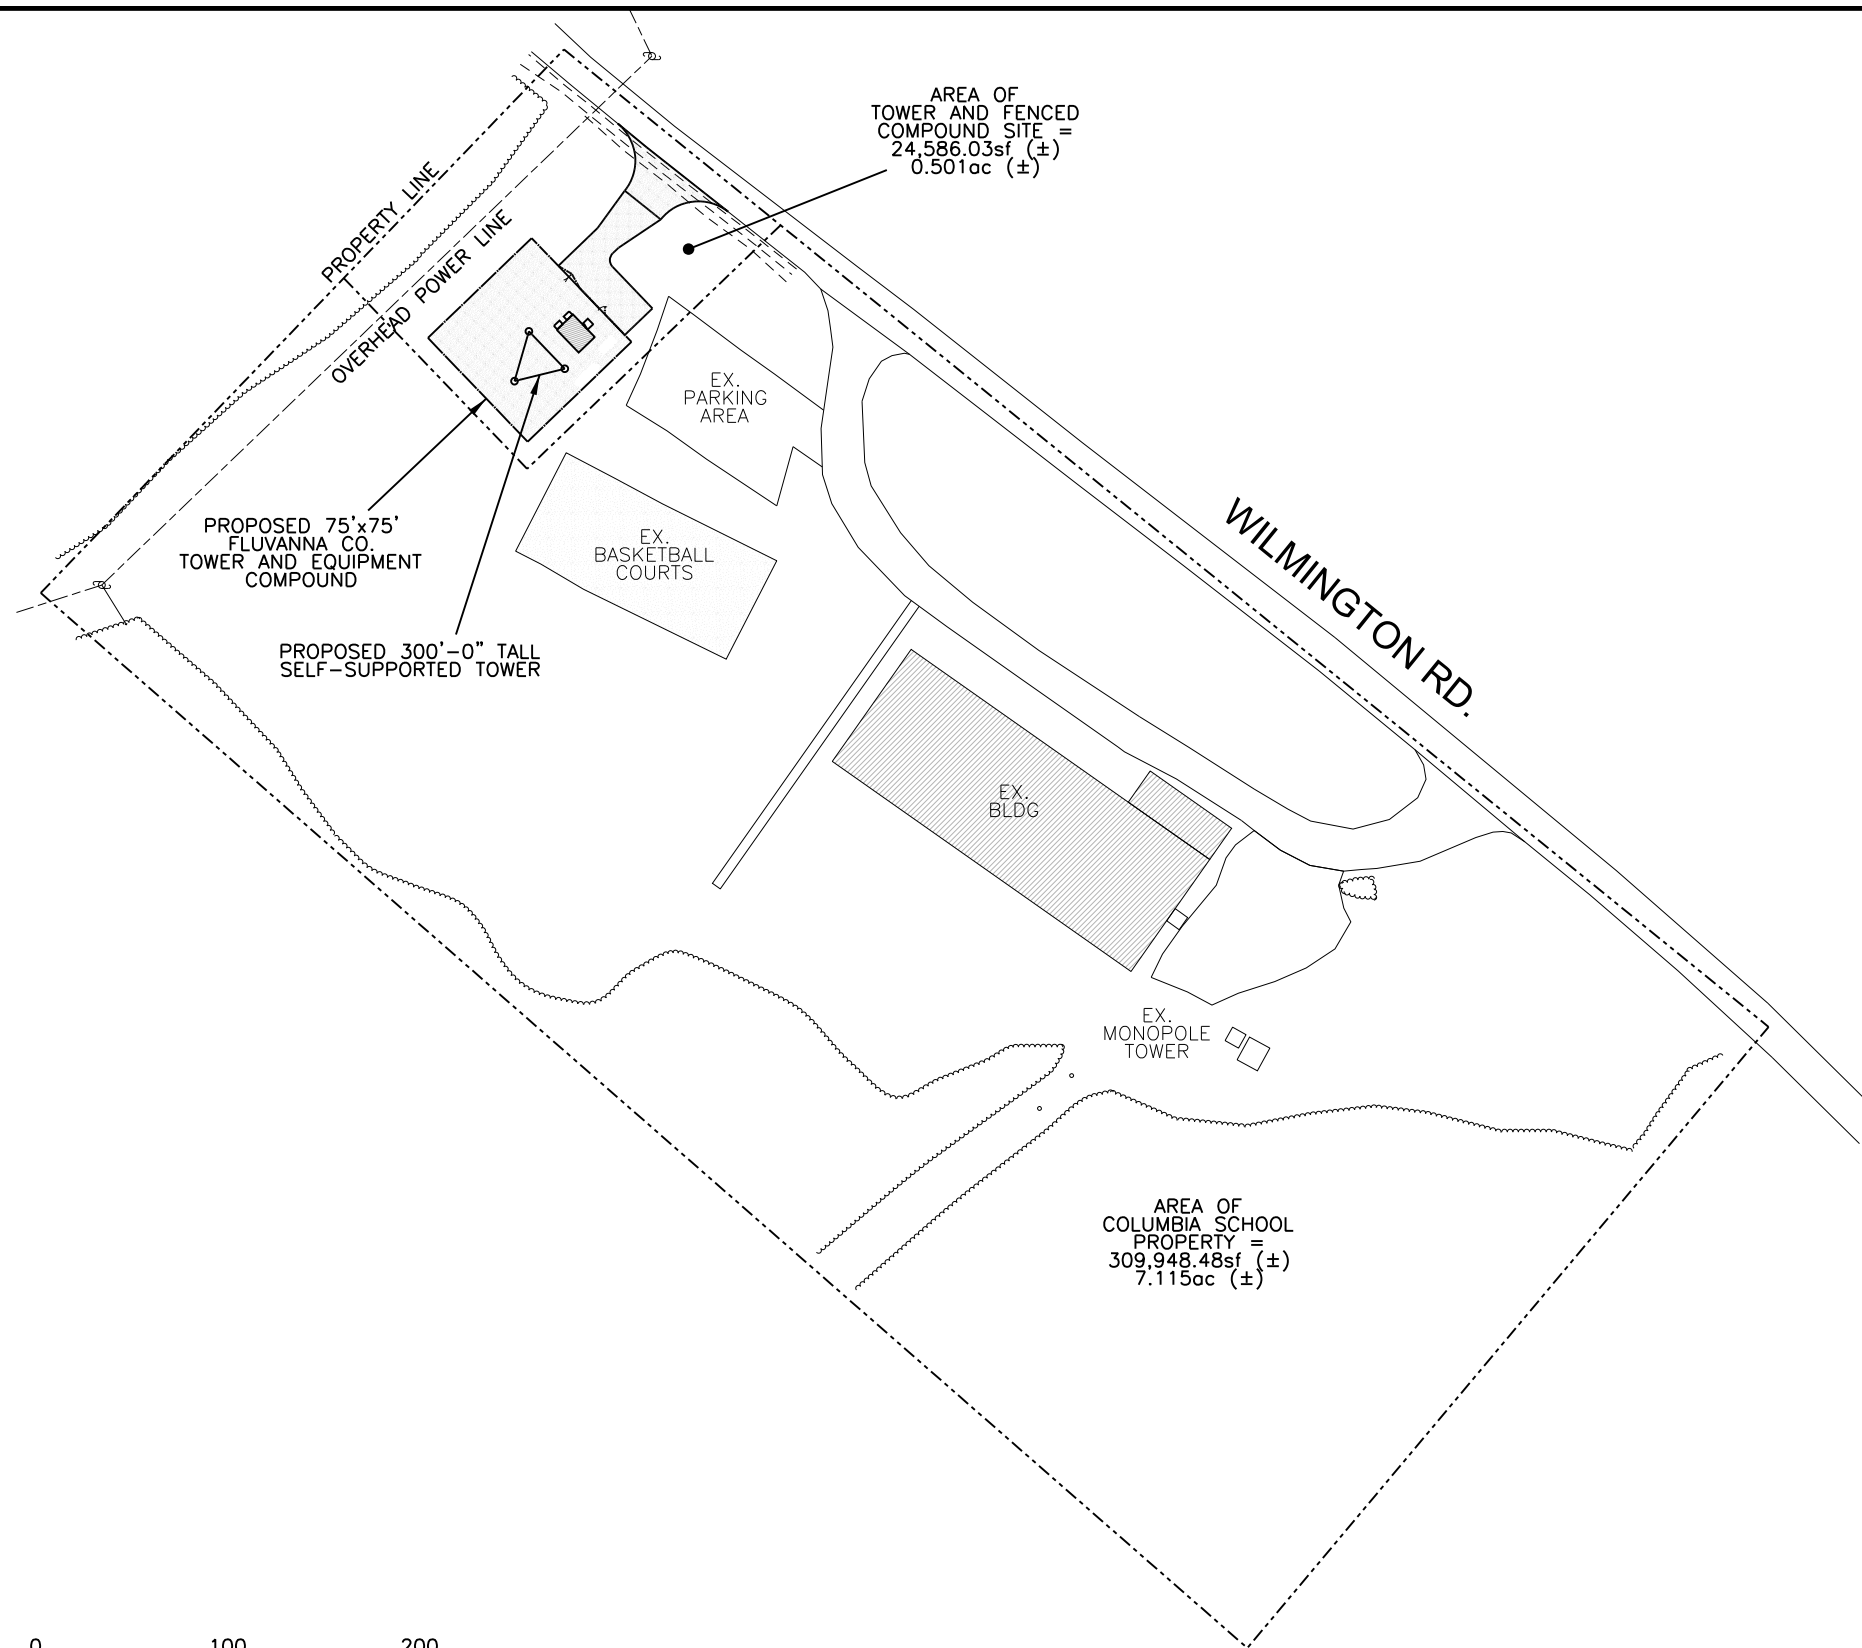 AREA OF
TOWER AND FENCED
COMPOUND SITE =
24,586.03sf (±)
0.501ac (±)
PROPERTY LINE
OVERHEAD POWER LINE
EX.
PARKING
AREA
PROPOSED 75'x75'
FLUVANNA CO.
TOWER AND EQUIPMENT
COMPOUND
EX.
BASKETBALL
COURTS
WILMINGTON RD.
PROPOSED 300'-0" TALL
SELF-SUPPORTED TOWER
EX.
BLDG
EX.
MONOPOLE
TOWER
AREA OF
COLUMBIA SCHOOL
PROPERTY =
309,948.48sf (±)
7.115ac (±)
0 100 200